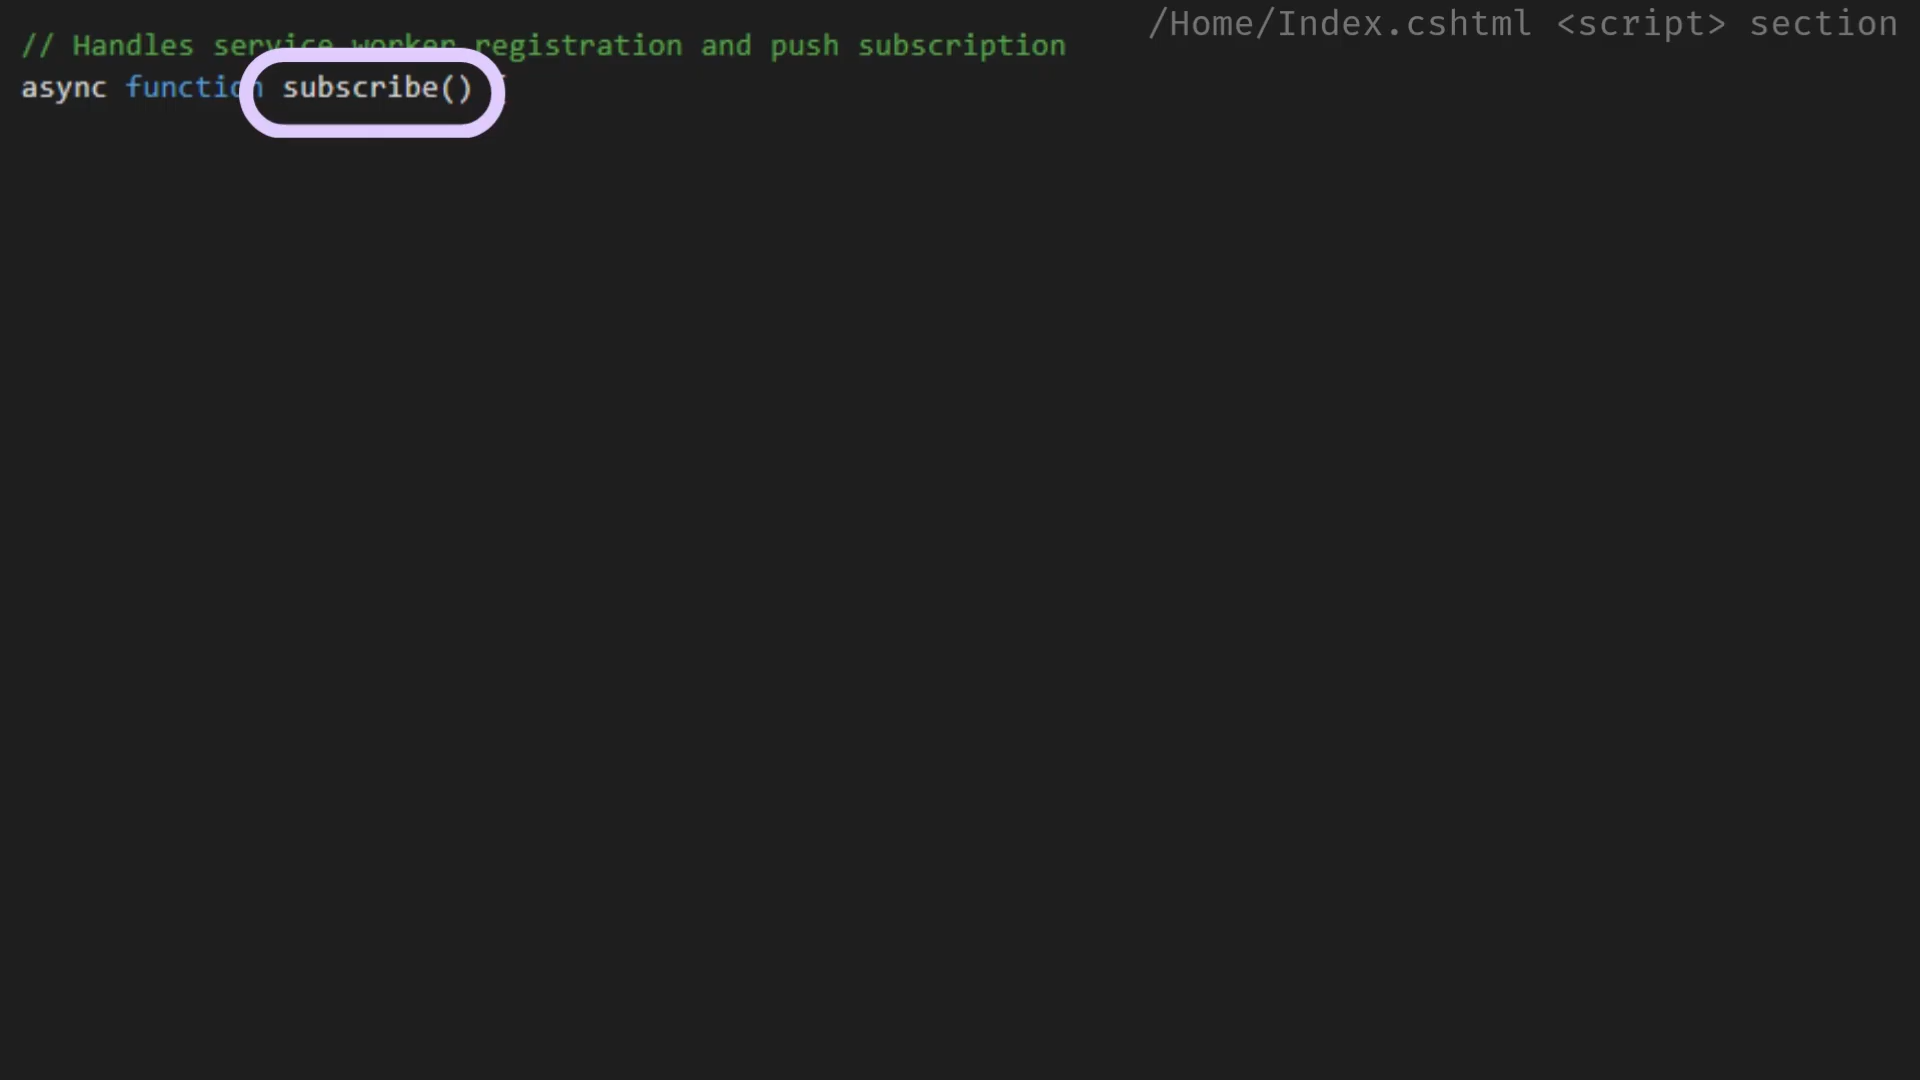 /Home/Index.cshtml <script> section
// Handles service worker registration and push subscription
async function subscribe() {